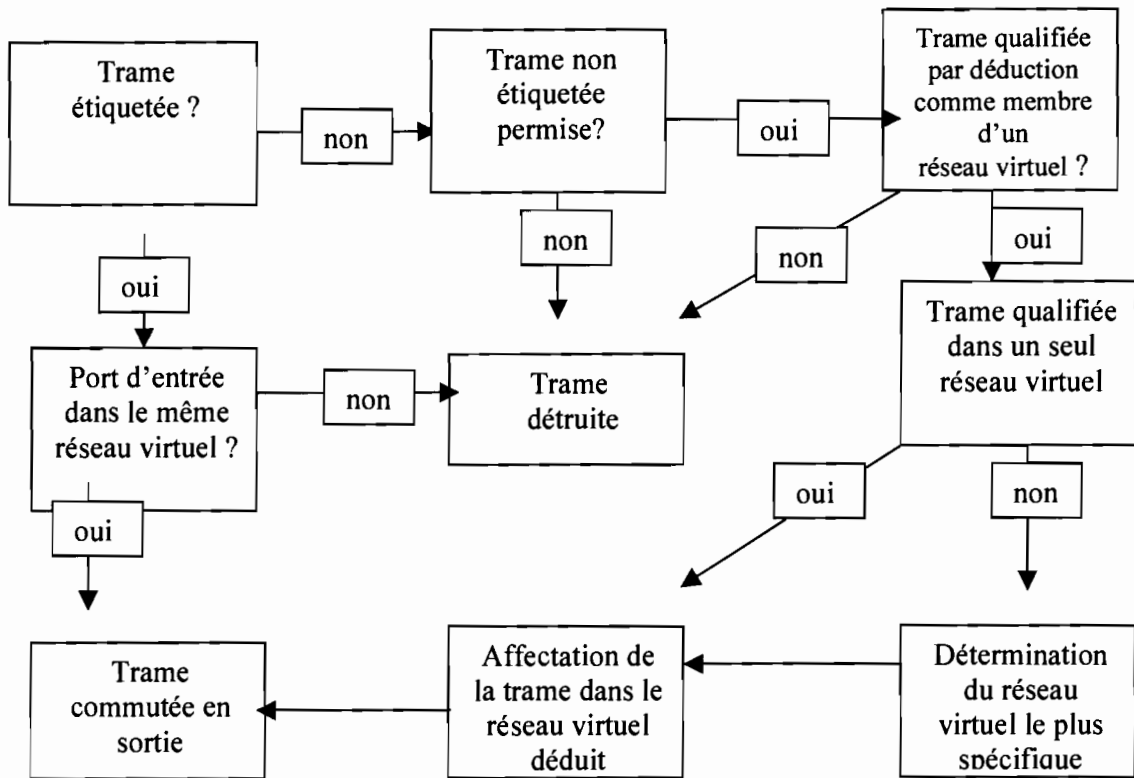 Trame
étiquetée ?
non
Trame non
étiquetée
permise?
oui
Trame qualifiée
par déduction
comme membre
d'un
réseau virtuel ?
oui
non
non
oui
Port d'entrée
dans le même
réseau virtuel ?
non
Trame
détruite
Trame qualifiée
dans un seul
réseau virtuel
oui
oui
non
Trame
commutée en
sortie
Affectation de
la trame dans le
réseau virtuel
déduit
Détermination
du réseau
virtuel le plus
spécifique